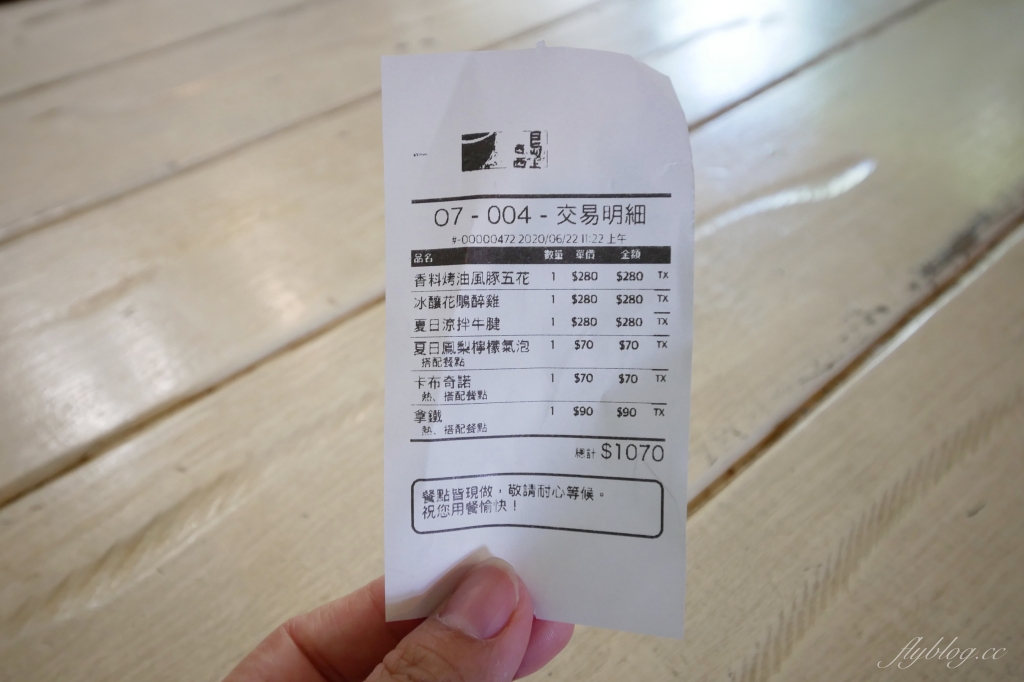 07 - 004 - 交易明細
#-00000472 2020/06/22 11:22 上午
品名 數量 單價 金額
香料烤油風豚五花 1 $280 $280 TX
冰釀花鵰醉雞 1 $280 $280 TX
夏日涼拌牛腱 1 $280 $280 TX
夏日鳳梨檸檬氣泡 1 $70 $70 TX
搭配餐點
卡布奇諾 1 $70 $70 TX
熱、搭配餐點
拿鐵 1 $90 $90 TX
熱、搭配餐點
總計 $1070
餐點皆現做，敬請耐心等候。
祝您用餐愉快！
flyblog.cc